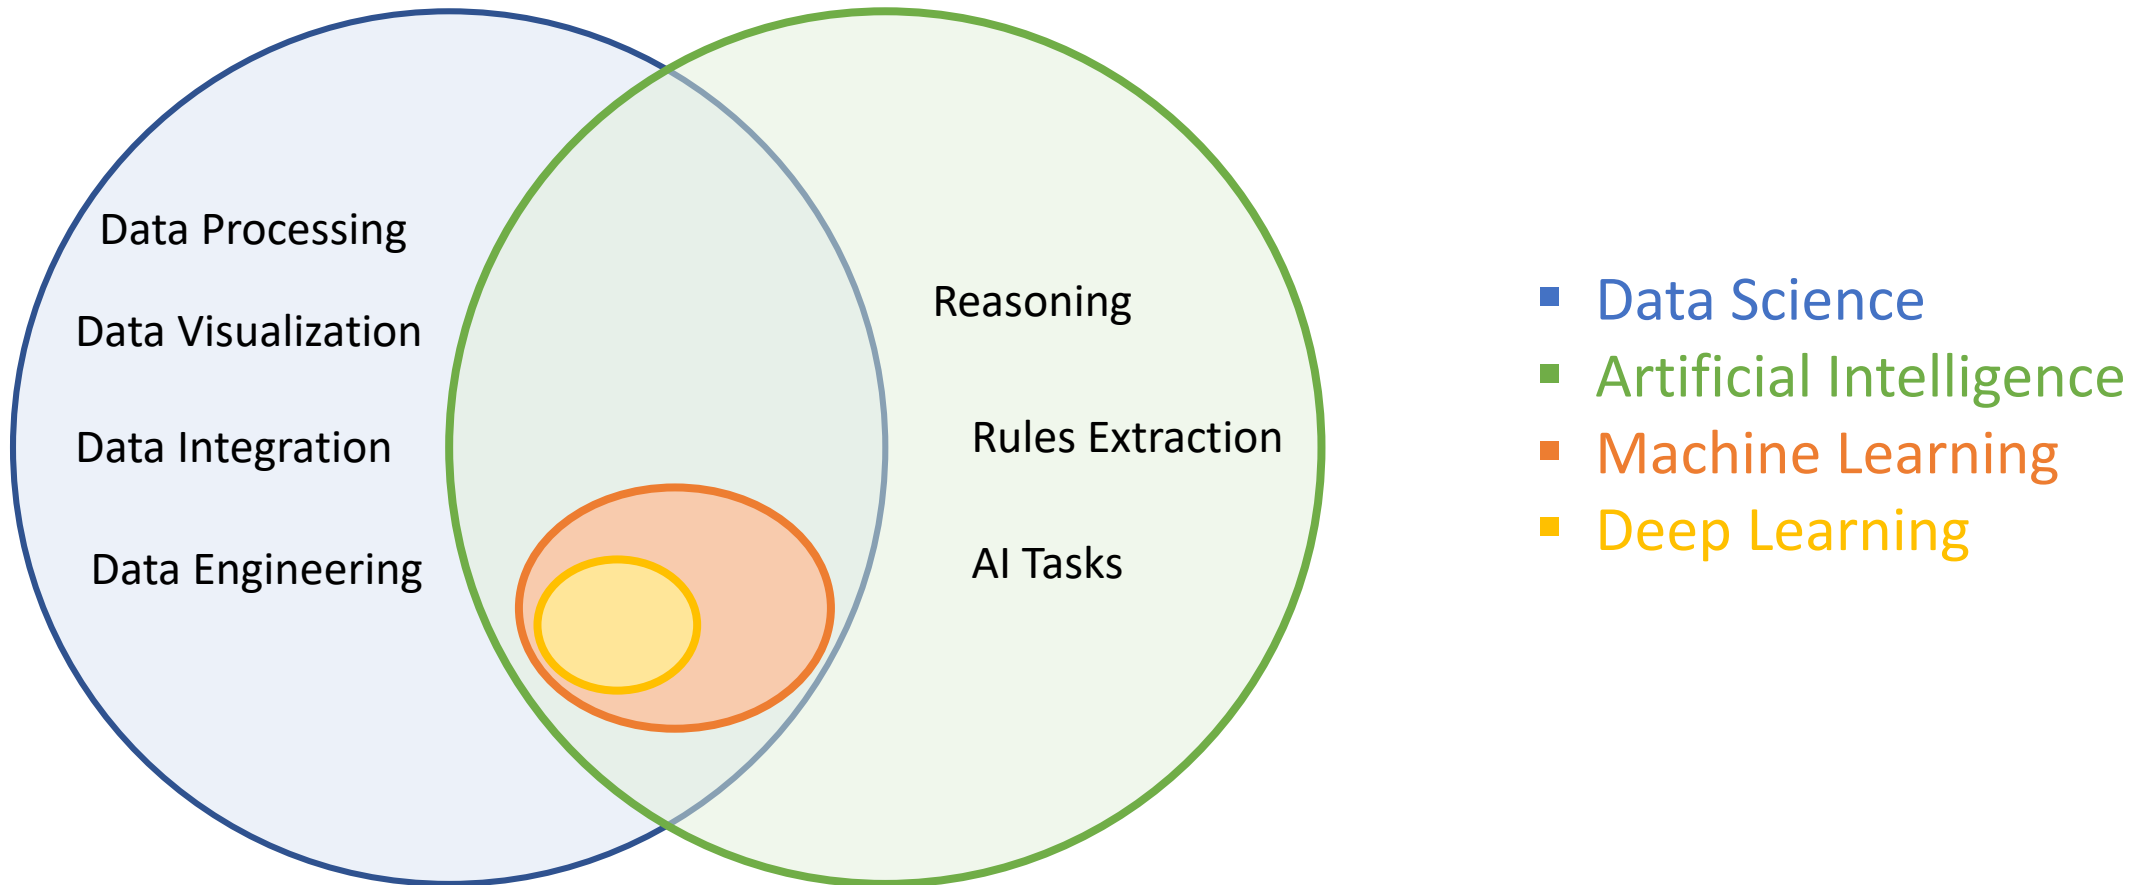 Data Processing
Data Visualization
Data Integration
Data Engineering
Reasoning
Rules Extraction
AI Tasks
Data Science
Artificial Intelligence
Machine Learning
Deep Learning